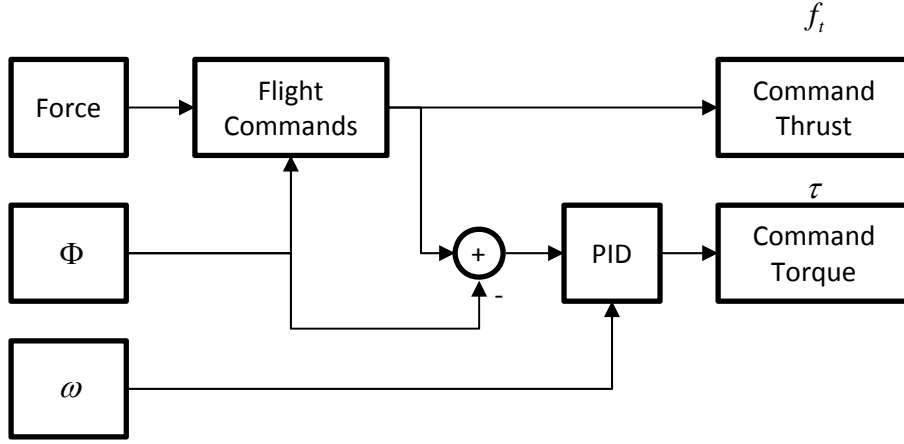 f_t
Force
Flight
Commands
Command
Thrust
Φ
+
-
PID
τ
Command
Torque
ω